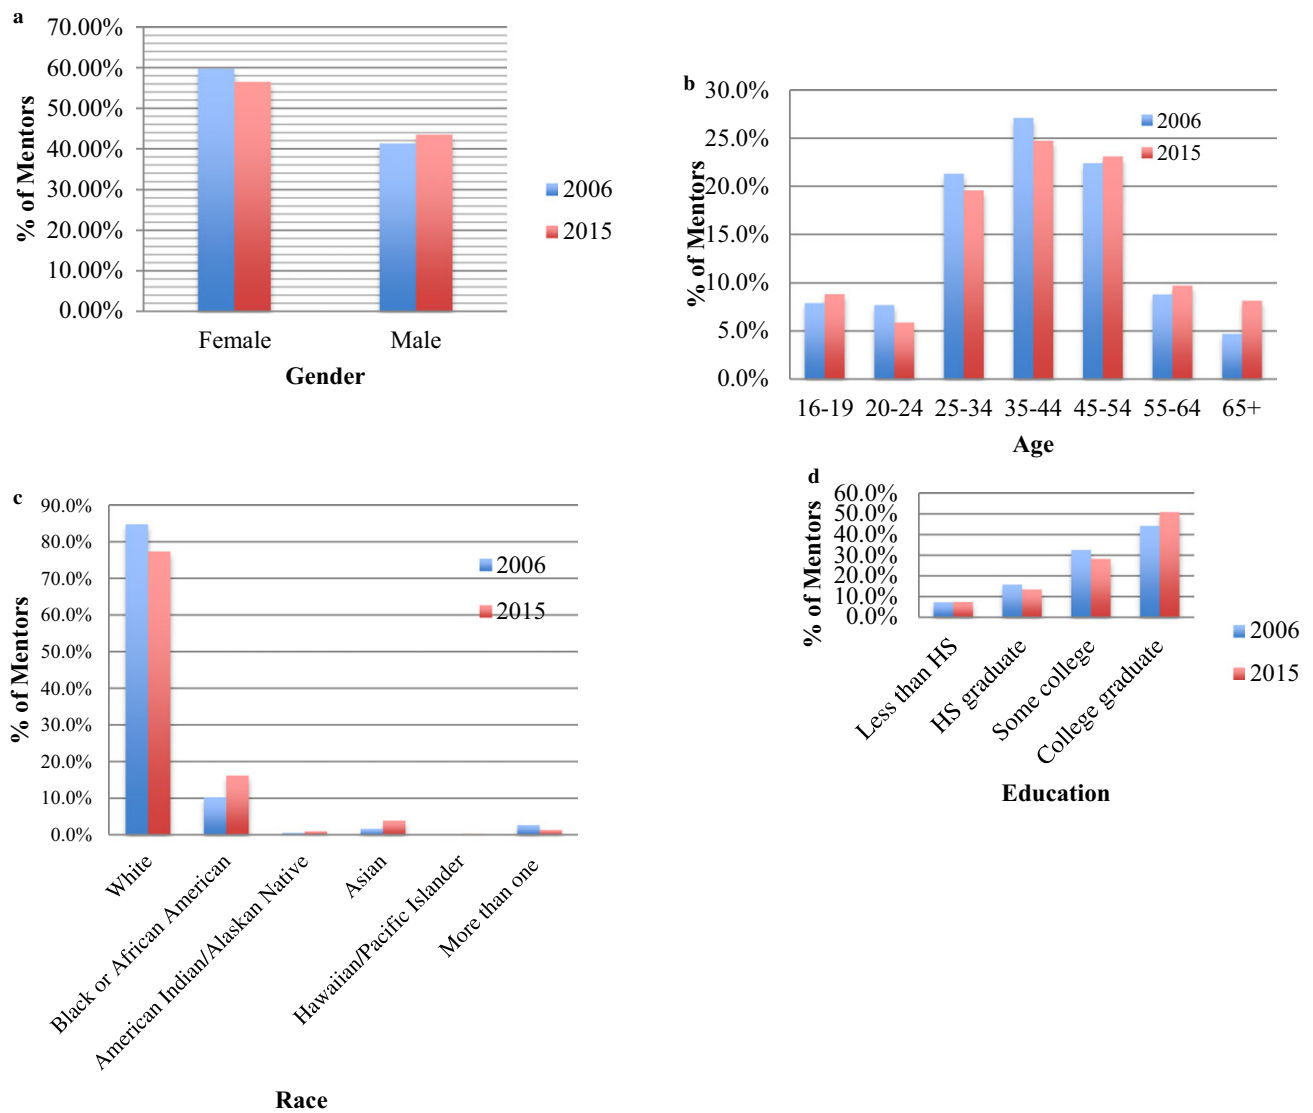 a
70.00%
60.00%
50.00%
40.00%
30.00%
20.00%
10.00%
0.00%
% of Mentors
Female Male
Gender
2006
2015
b
30.0%
25.0%
20.0%
15.0%
10.0%
5.0%
0.0%
% of Mentors
2006
2015
16-19 20-24 25-34 35-44 45-54 55-64 65+
Age
c
90.0%
80.0%
70.0%
60.0%
50.0%
40.0%
30.0%
20.0%
10.0%
0.0%
% of Mentors
2006
2015
White
Black or African American
American Indian/Alaskan Native
Asian
Hawaiian/Pacific Islander
More than one
Race
d
60.0%
50.0%
40.0%
30.0%
20.0%
10.0%
0.0%
% of Mentors
Less than HS
HS graduate
Some college
College graduate
Education
2006
2015